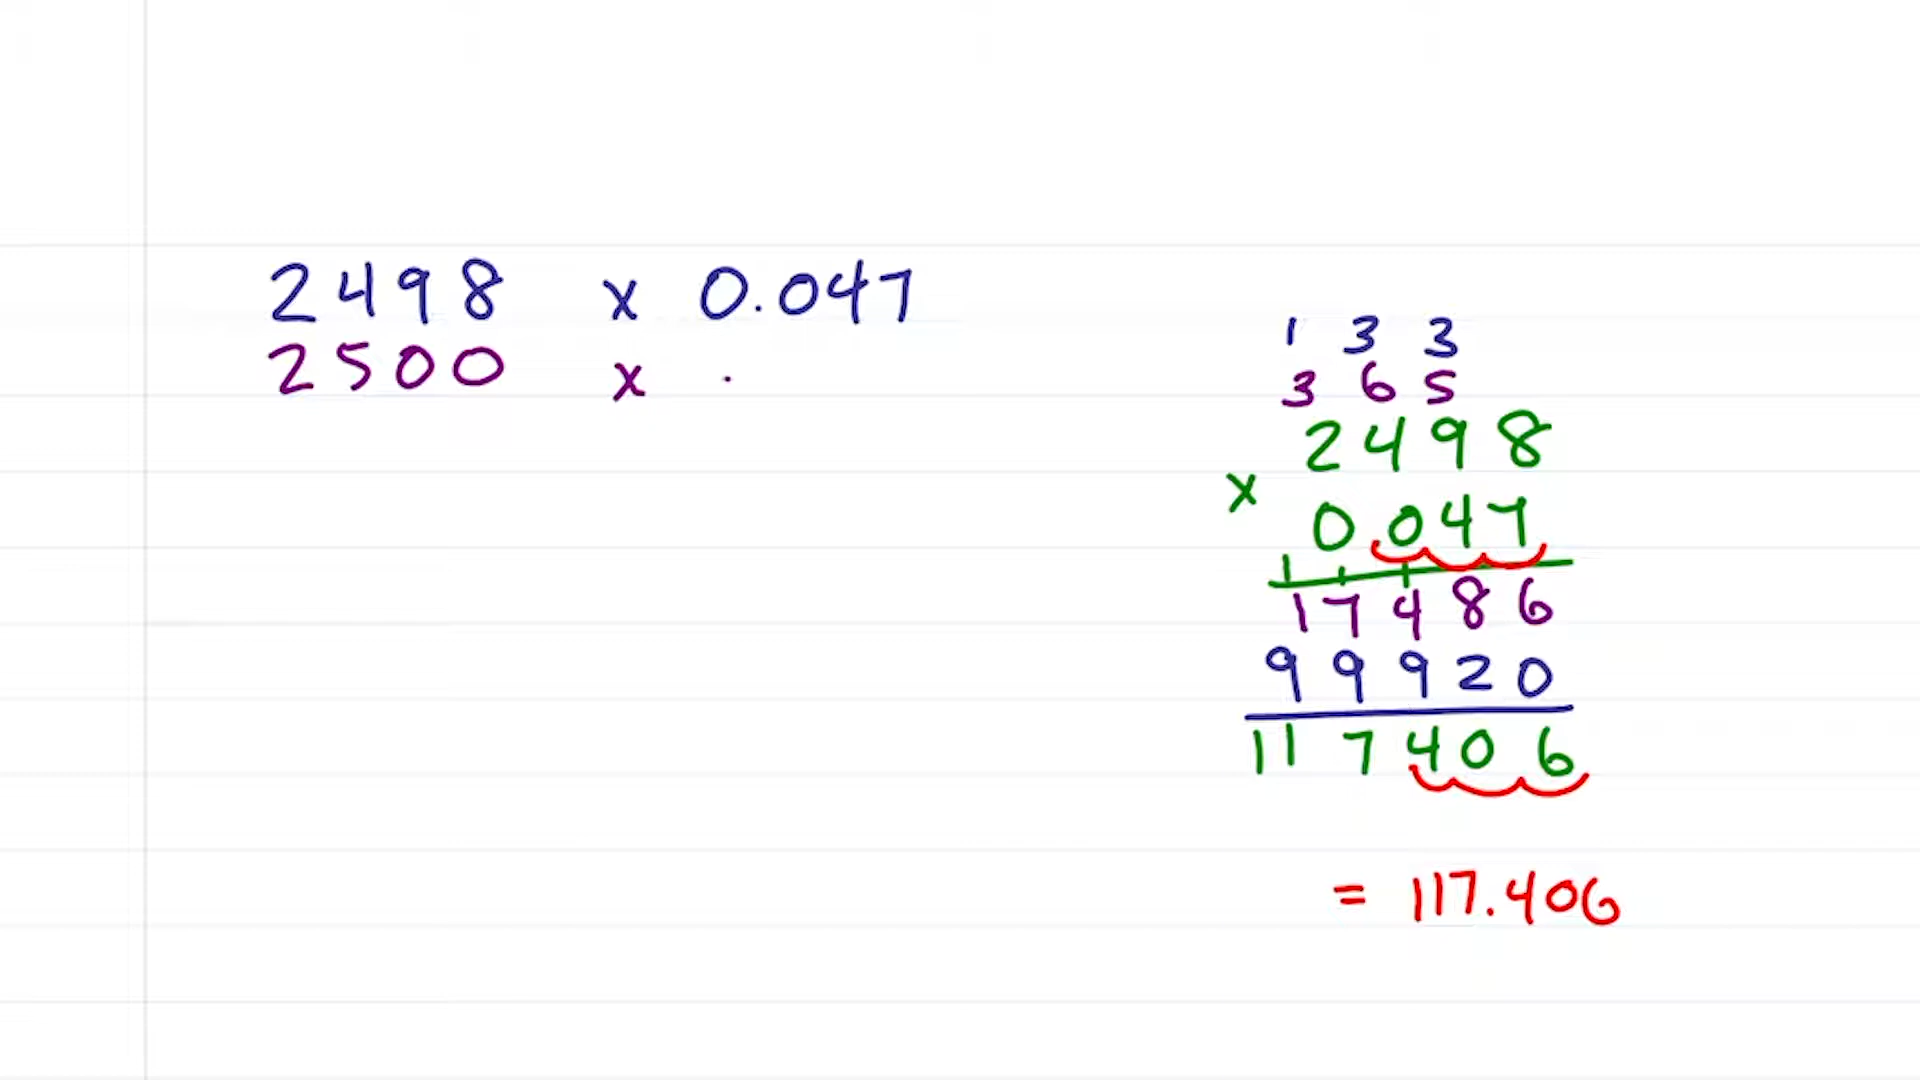 2498 x 0.047
2500 x .
1 3 3
3 6 5
2498
x 0.047
1 1 1
17486
99920
117406
= 117.406